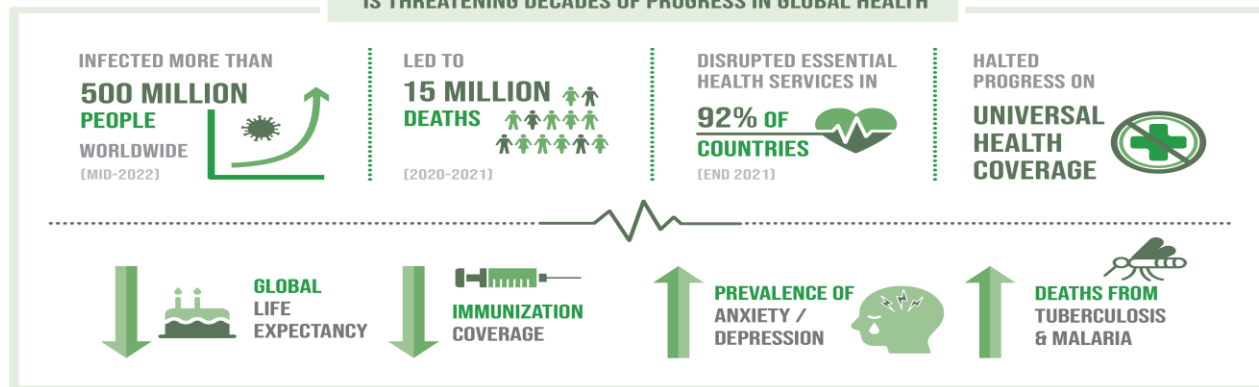 IS THREATENING DECADES OF PROGRESS IN GLOBAL HEALTH
INFECTED MORE THAN
500 MILLION
PEOPLE
WORLDWIDE
(MID-2022)
LED TO
15 MILLION
DEATHS
(2020-2021)
DISRUPTED ESSENTIAL
HEALTH SERVICES IN
92% OF
COUNTRIES
(END 2021)
HALTED
PROGRESS ON
UNIVERSAL
HEALTH
COVERAGE
GLOBAL
LIFE
EXPECTANCY
IMMUNIZATION
COVERAGE
PREVALENCE OF
ANXIETY /
DEPRESSION
DEATHS FROM
TUBERCULOSIS
& MALARIA